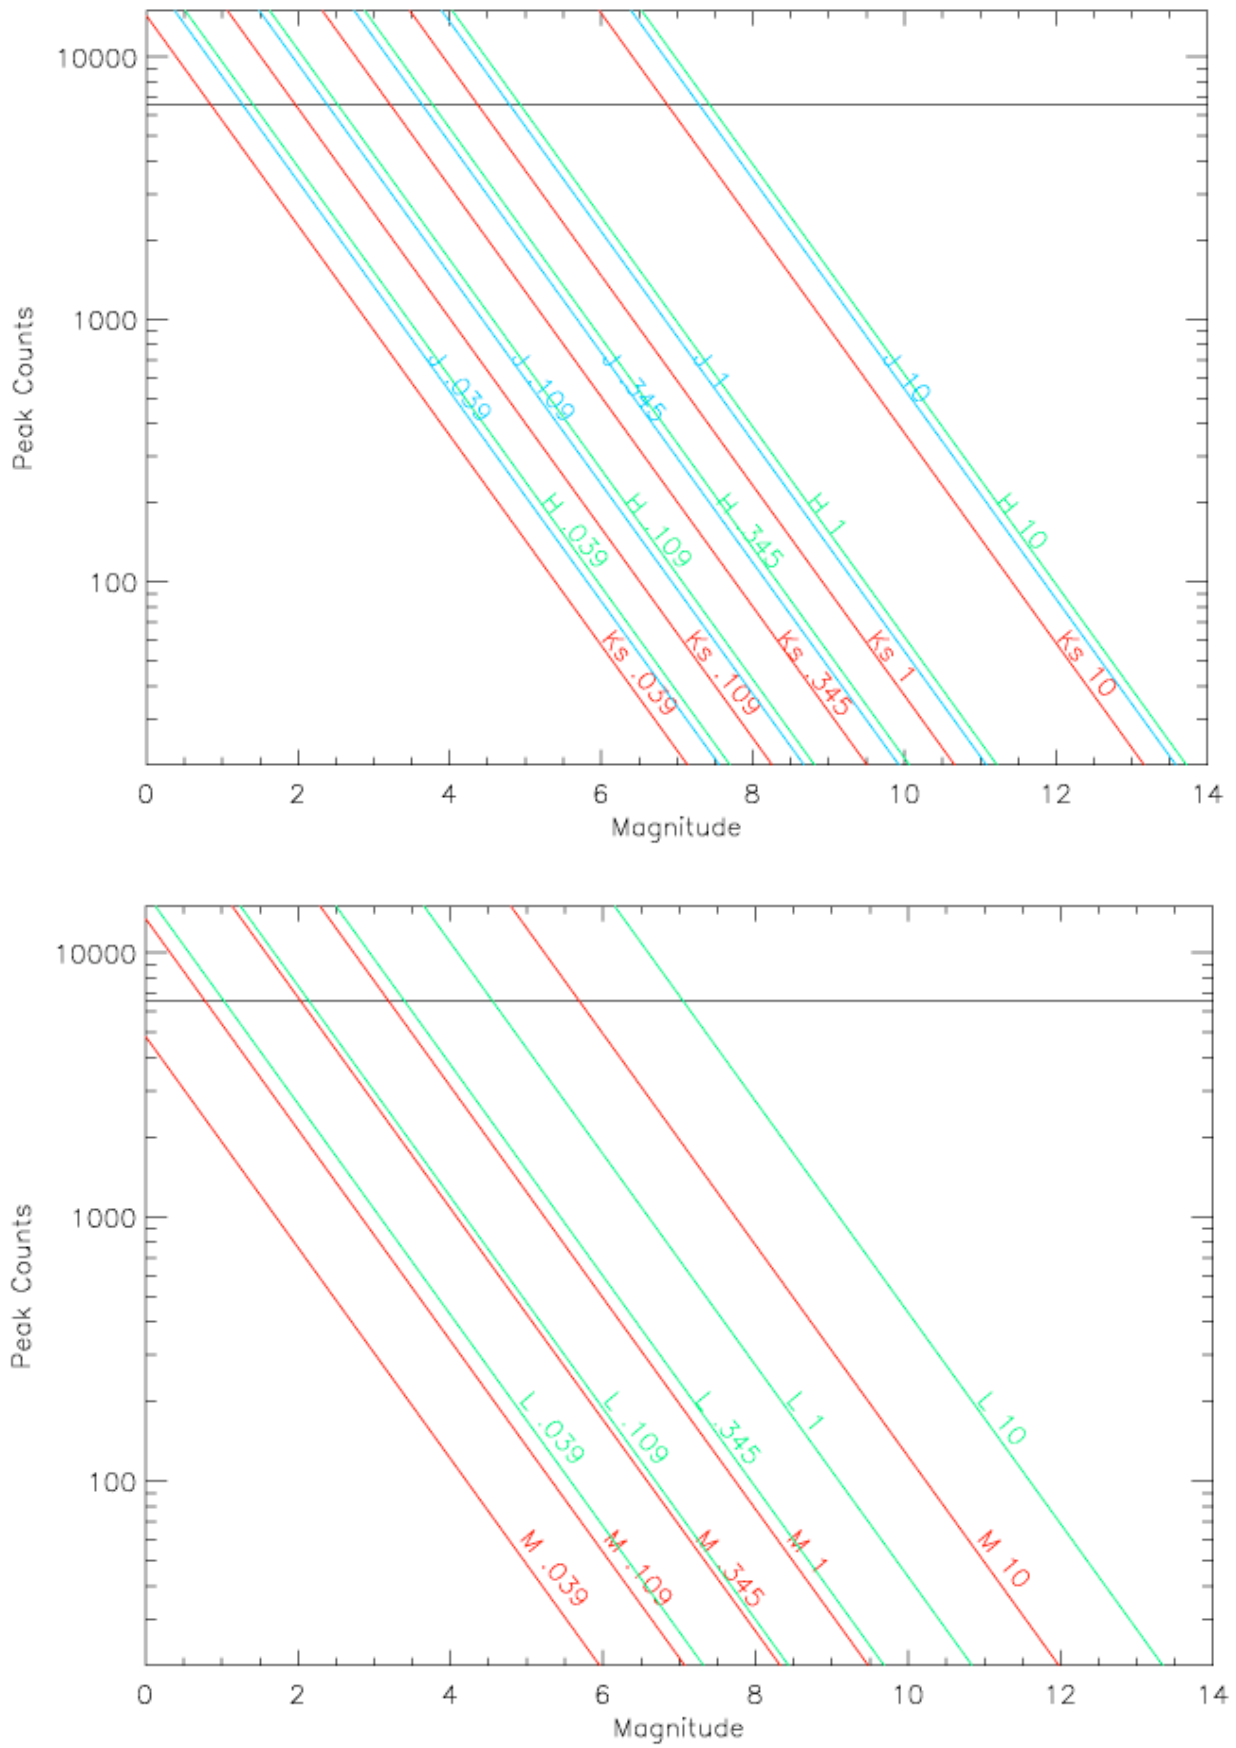 10000
1000
100
Peak Counts
J .039
J .109
J .345
J 1
J 10
H .039
H .109
H .345
H 1
H 10
Ks .039
Ks .109
Ks .345
Ks 1
Ks 10
0 2 4 6 8 10 12 14
Magnitude
10000
1000
100
Peak Counts
L .039
L .109
L .345
L 1
L 10
M .039
M .109
M .345
M 1
M 10
0 2 4 6 8 10 12 14
Magnitude